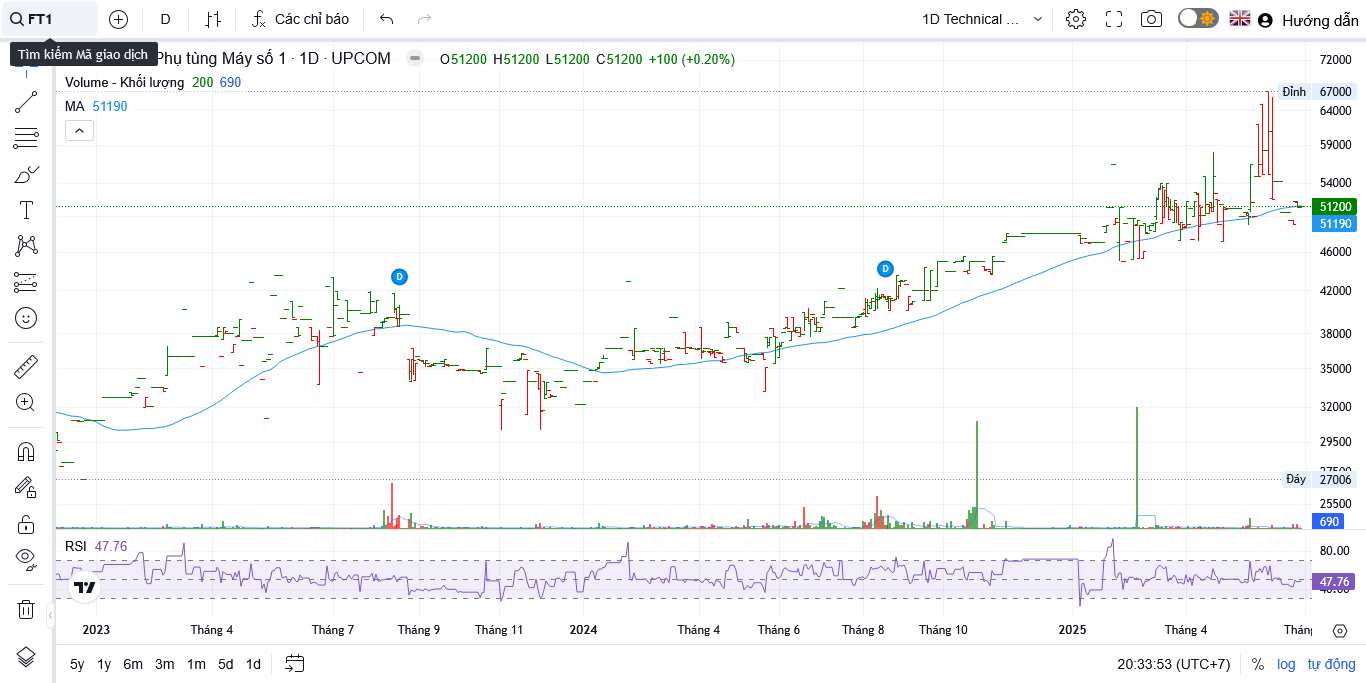 FT1
D
Các chỉ báo
1D Technical ...
Hướng dẫn
Tìm kiếm Mã giao dịch
Phụ tùng Máy số 1 · 1D · UPCOM
O51200 H51200 L51200 C51200 +100 (+0.20%)
Volume - Khối lượng 200 690
MA 51190
72000
Đỉnh 67000
64000
59000
54000
51200
51190
46000
D
D
42000
38000
35000
32000
29500
Đáy 27006
25500
690
RSI 47.76
80.00
47.76
2023
Tháng 4
Tháng 7
Tháng 9
Tháng 11
2024
Tháng 4
Tháng 6
Tháng 8
Tháng 10
2025
Tháng 4
5y 1y 6m 3m 1m 5d 1d
20:33:53 (UTC+7)
% log tự động